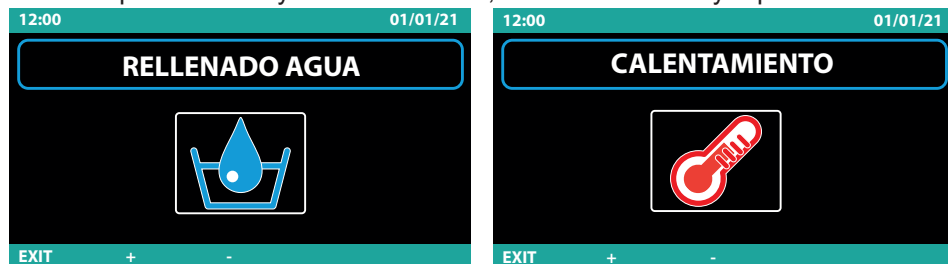 12:00 01/01/21
RELLENADO AGUA
EXIT + -
12:00 01/01/21
CALENTAMIENTO
EXIT + -